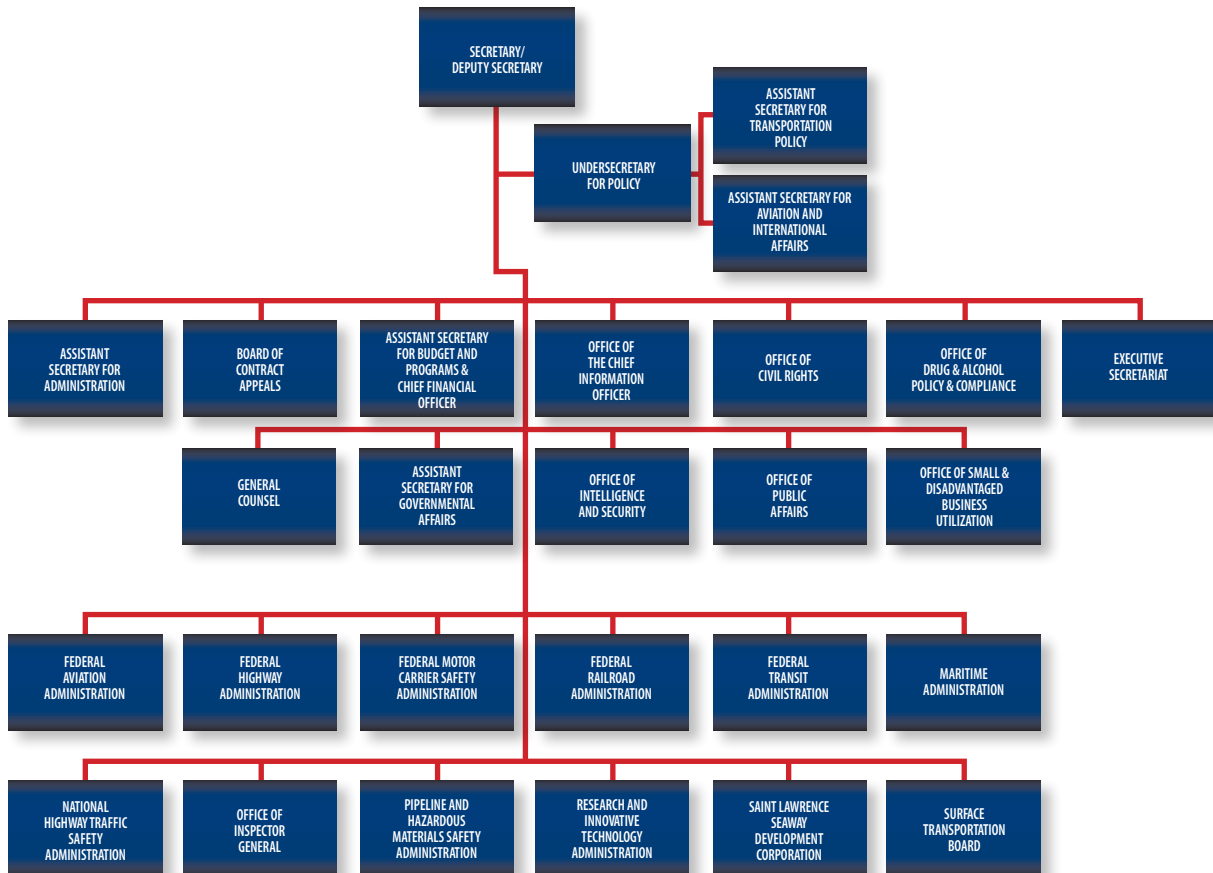 SECRETARY/
DEPUTY SECRETARY
ASSISTANT
SECRETARY FOR
TRANSPORTATION
POLICY
UNDERSECRETARY
FOR POLICY
ASSISTANT SECRETARY FOR
AVIATION AND
INTERNATIONAL
AFFAIRS
ASSISTANT
SECRETARY FOR
ADMINISTRATION
BOARD OF
CONTRACT
APPEALS
ASSISTANT SECRETARY
FOR BUDGET AND
PROGRAMS &
CHIEF FINANCIAL
OFFICER
OFFICE OF
THE CHIEF
INFORMATION
OFFICER
OFFICE OF
CIVIL RIGHTS
OFFICE OF
DRUG & ALCOHOL
POLICY & COMPLIANCE
EXECUTIVE
SECRETARIAT
GENERAL
COUNSEL
ASSISTANT
SECRETARY FOR
GOVERNMENTAL
AFFAIRS
OFFICE OF
INTELLIGENCE
AND SECURITY
OFFICE OF
PUBLIC
AFFAIRS
OFFICE OF SMALL &
DISADVANTAGED
BUSINESS
UTILIZATION
FEDERAL
AVIATION
ADMINISTRATION
FEDERAL
HIGHWAY
ADMINISTRATION
FEDERAL MOTOR
CARRIER SAFETY
ADMINISTRATION
FEDERAL
RAILROAD
ADMINISTRATION
FEDERAL
TRANSIT
ADMINISTRATION
MARITIME
ADMINISTRATION
NATIONAL
HIGHWAY TRAFFIC
SAFETY
ADMINISTRATION
OFFICE OF
INSPECTOR
GENERAL
PIPELINE AND
HAZARDOUS
MATERIALS SAFETY
ADMINISTRATION
RESEARCH AND
INNOVATIVE
TECHNOLOGY
ADMINISTRATION
SAINT LAWRENCE
SEAWAY
DEVELOPMENT
CORPORATION
SURFACE
TRANSPORTATION
BOARD